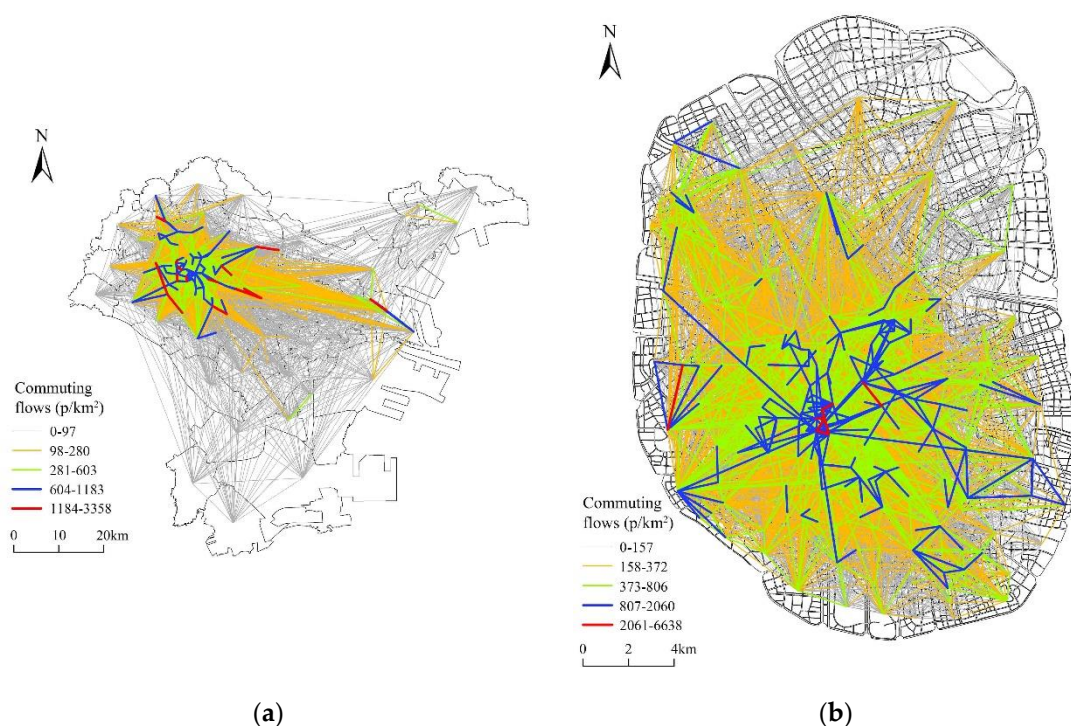 N
Commuting
flows (p/km²)
0-97
98-280
281-603
604-1183
1184-3358
0 10 20km
(a)
N
Commuting
flows (p/km²)
0-157
158-372
373-806
807-2060
2061-6638
0 2 4km
(b)